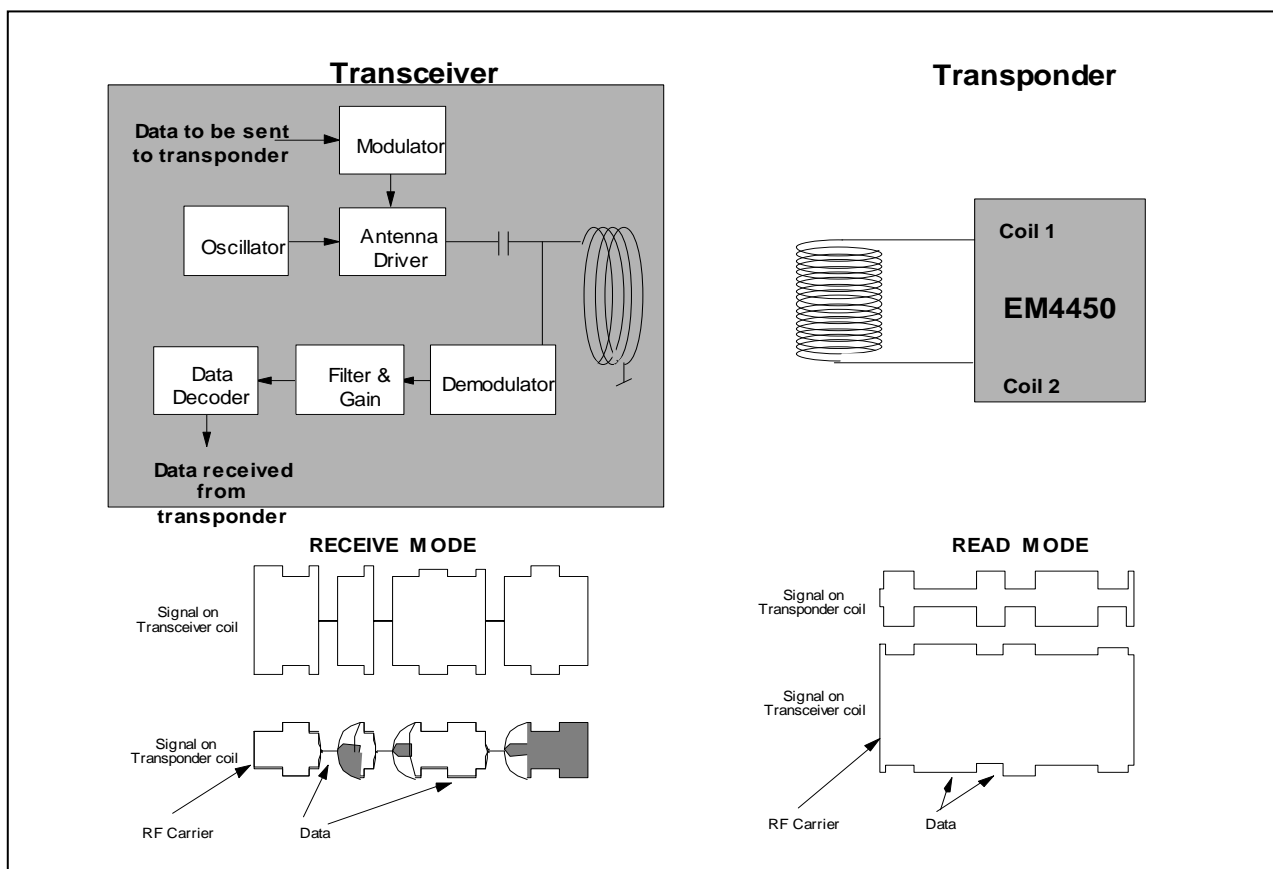 Transceiver
Transponder
Data to be sent
to transponder
Modulator
Oscillator
Antenna
Driver
Coil 1
EM4450
Coil 2
Data
Decoder
Filter &
Gain
Demodulator
Data received
from
transponder
RECEIVE MODE
Signal on
Transceiver coil
Signal on
Transponder coil
RF Carrier
Data
READ MODE
Signal on
Transponder coil
Signal on
Transceiver coil
RF Carrier
Data